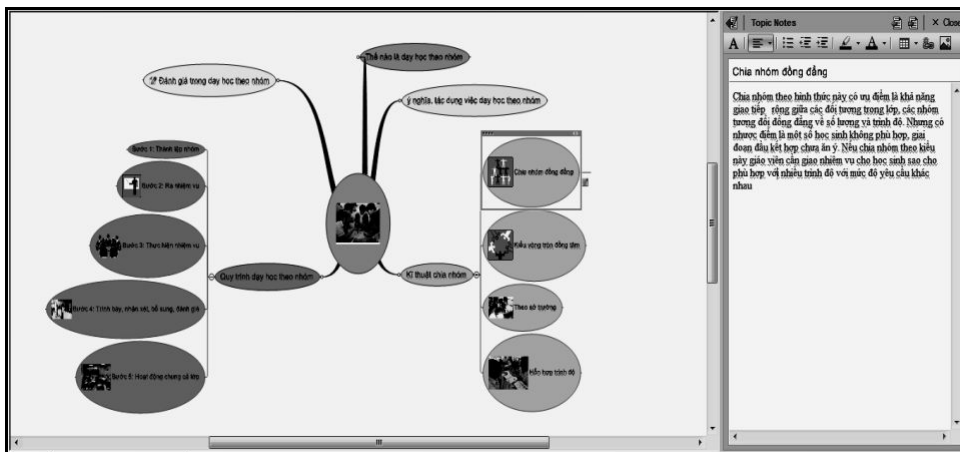 Thế nào là dạy học theo nhóm
Đánh giá trong dạy học theo nhóm
ý nghĩa, tác dụng việc dạy học theo nhóm
Bước 1: Thành lập nhóm
Bước 2: Ra nhiệm vụ
Bước 3: Thực hiện nhiệm vụ
Bước 4: Trình bày, nhận xét, bổ sung, đánh giá
Bước 5: Hoạt động chung cả lớp
Quy trình dạy học theo nhóm
Kĩ thuật chia nhóm
Chia nhóm đồng đẳng
Kiểu vòng tròn đồng tâm
Theo sở trường
Hỗn hợp trình độ
Topic Notes
Close
Chia nhóm đồng đẳng
Chia nhóm theo hình thức này có ưu điểm là khả năng
giao tiếp rộng giữa các đối tượng trong lớp, các nhóm
tương đối đồng đẳng về số lượng và trình độ. Nhưng có
nhược điểm là một số học sinh không phù hợp, giai
đoạn đầu kết hợp chưa ăn ý. Nếu chia nhóm theo kiểu
này giáo viên cần giao nhiệm vụ cho học sinh sao cho
phù hợp với nhiều trình độ với mức độ yêu cầu khác
nhau